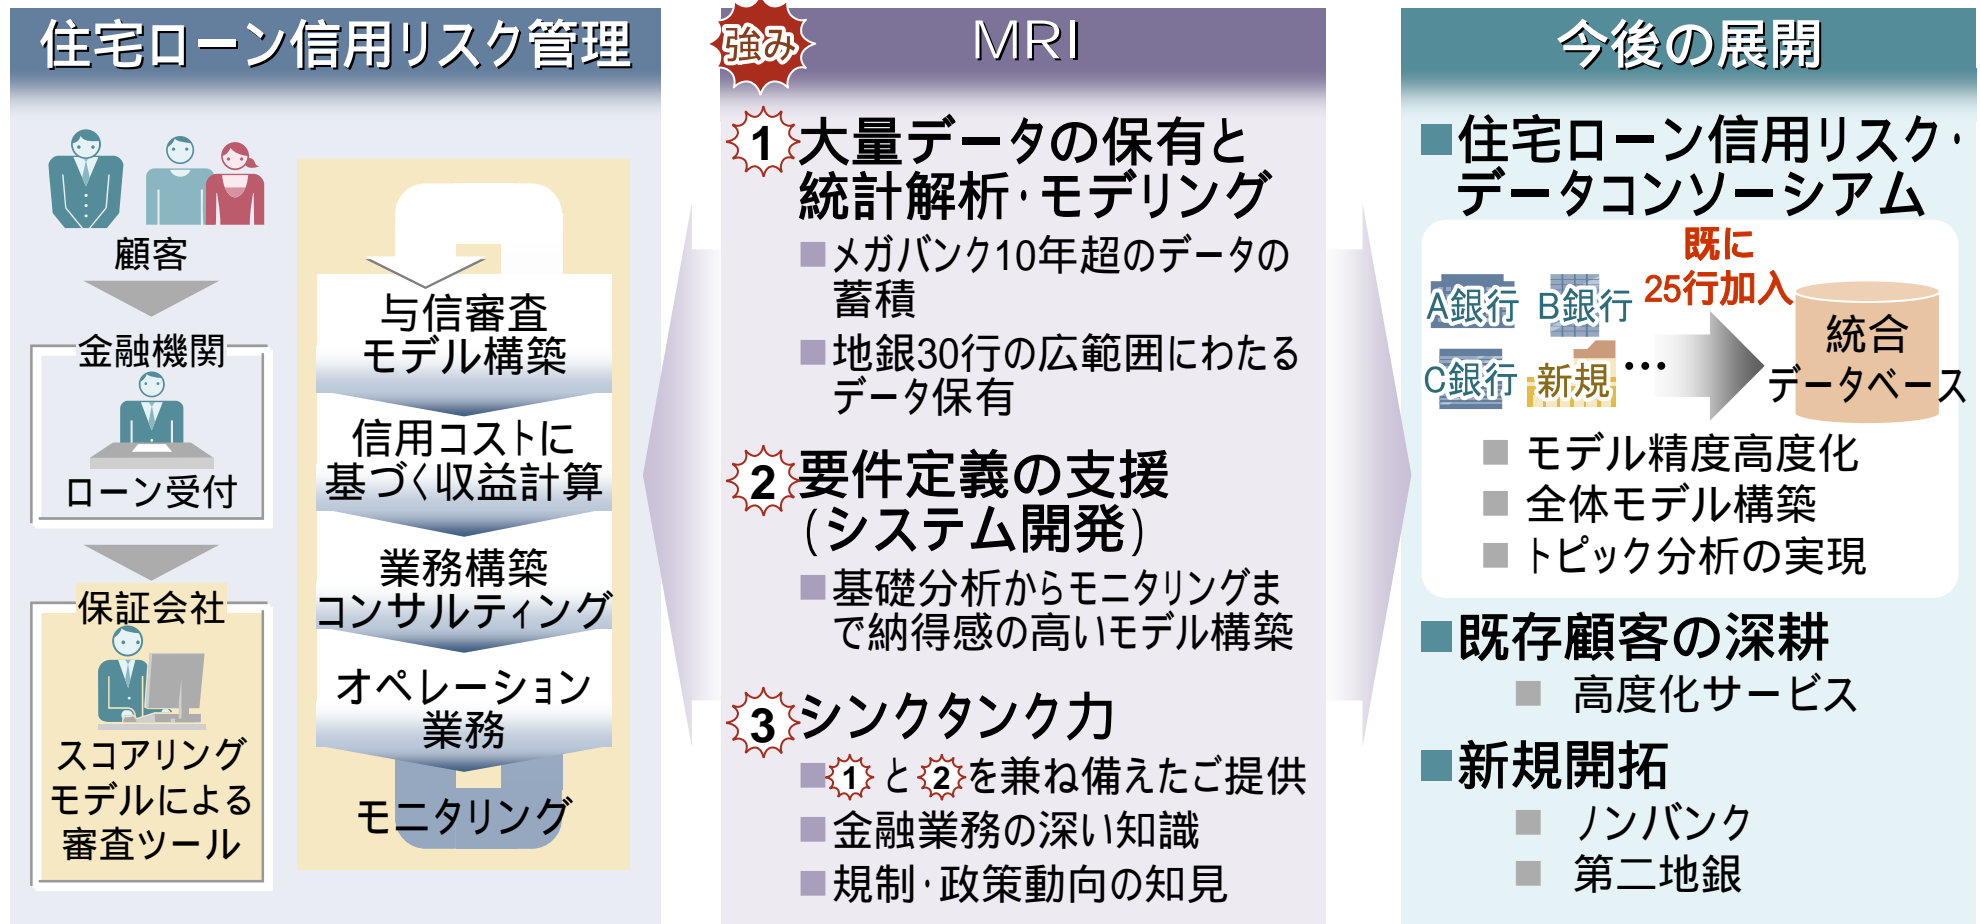 住宅ローン信用リスク管理
顧客
金融機関
ローン受付
保証会社
スコアリング
モデルによる
審査ツール
与信審査
モデル構築
信用コストに
基づく収益計算
業務構築
コンサルティング
オペレーション
業務
モニタリング
強み
MRI
1 大量データの保有と
統計解析・モデリング
■メガバンク10年超のデータの
蓄積
■地銀30行の広範囲にわたる
データ保有
2 要件定義の支援
(システム開発)
■基礎分析からモニタリングま
で納得感の高いモデル構築
3 シンクタンク力
■1と2を兼ね備えたご提供
■金融業務の深い知識
■規制・政策動向の知見
今後の展開
■住宅ローン信用リスク・
データコンソーシアム
既に
25行加入
A銀行 B銀行
C銀行 新規 …
統合
データベース
■ モデル精度高度化
■ 全体モデル構築
■ トピック分析の実現
■既存顧客の深耕
■ 高度化サービス
■新規開拓
■ ノンバンク
■ 第二地銀